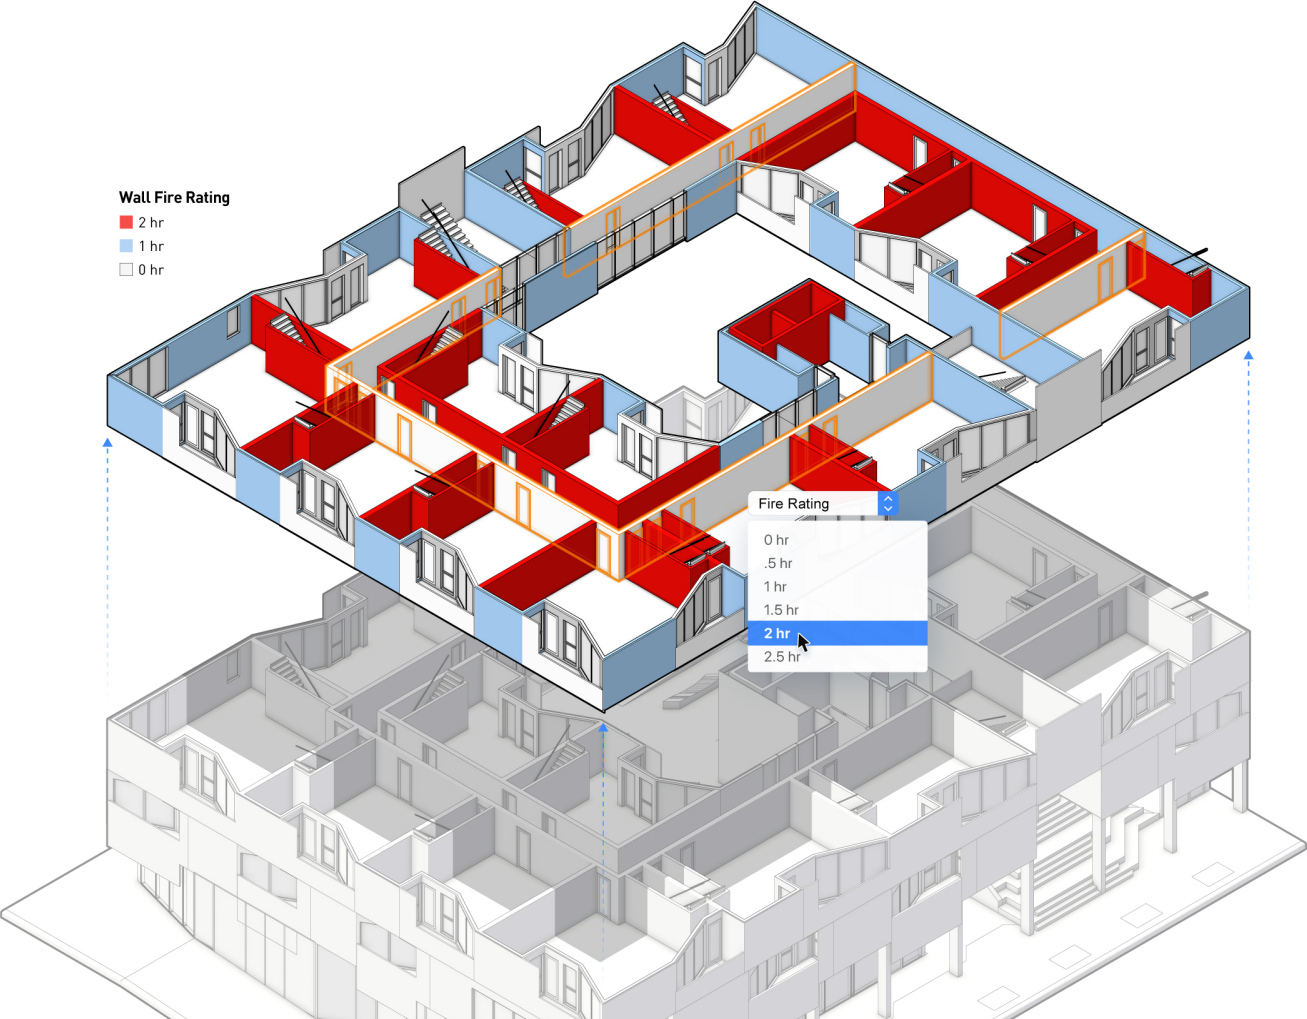 Wall Fire Rating
2 hr
1 hr
0 hr
Fire Rating
0 hr
.5 hr
1 hr
1.5 hr
2 hr
2.5 hr